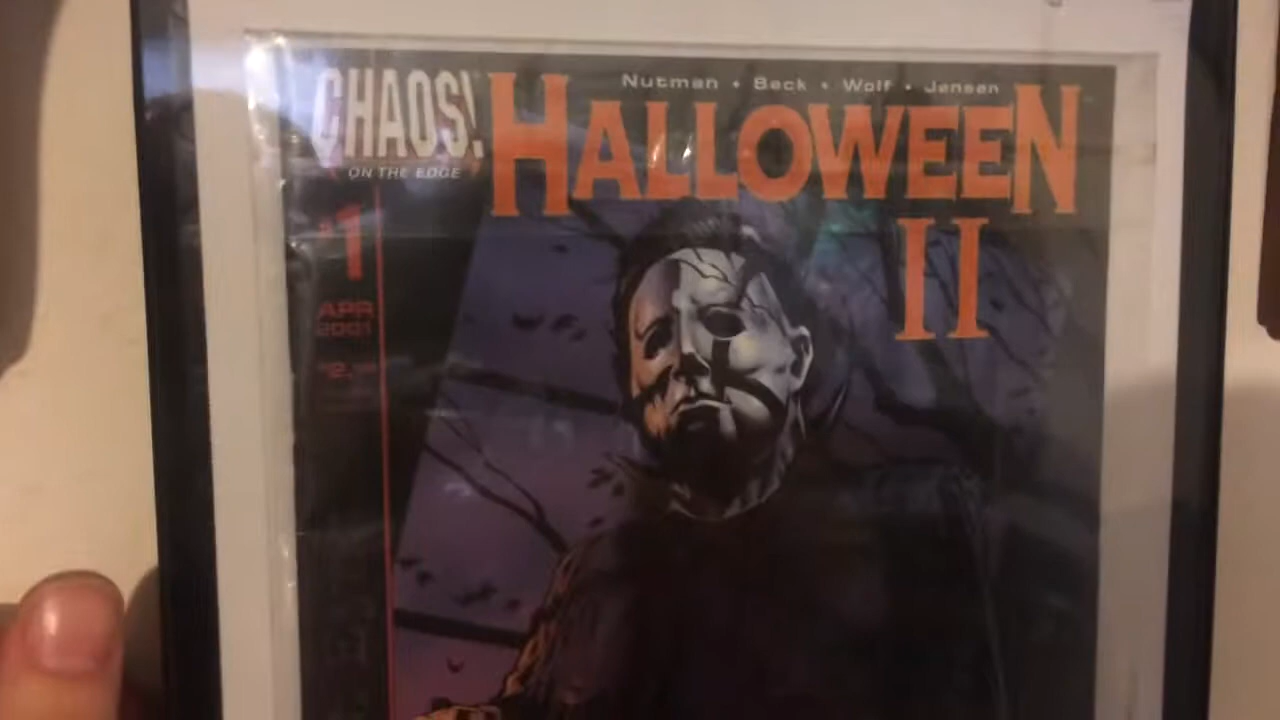 Nutman • Beck • Wolf • Jensen
CHAOS!
ON THE EDGE
HALLOWEEN
II
#1
APR
2001